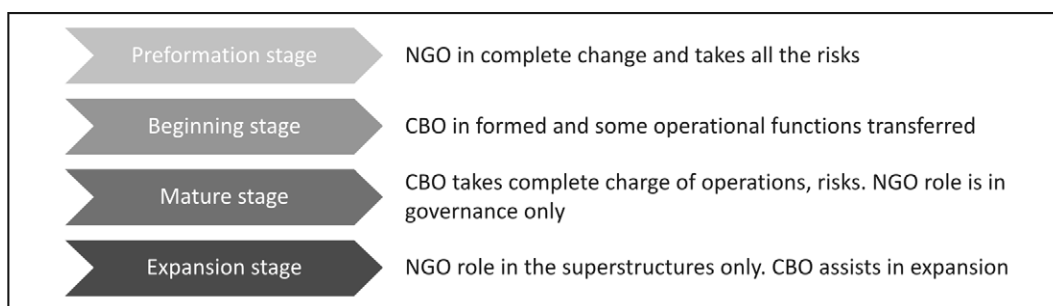 Preformation stage
NGO in complete change and takes all the risks
Beginning stage
CBO in formed and some operational functions transferred
Mature stage
CBO takes complete charge of operations, risks. NGO role is in
governance only
Expansion stage
NGO role in the superstructures only. CBO assists in expansion